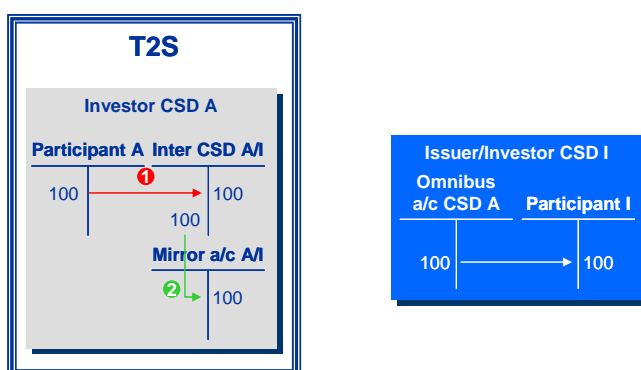 T2S
Investor CSD A
Participant A Inter CSD A/I
1
100 100
100
Mirror a/c A/I
2
100
Issuer/Investor CSD I
Omnibus
a/c CSD A Participant I
100 100